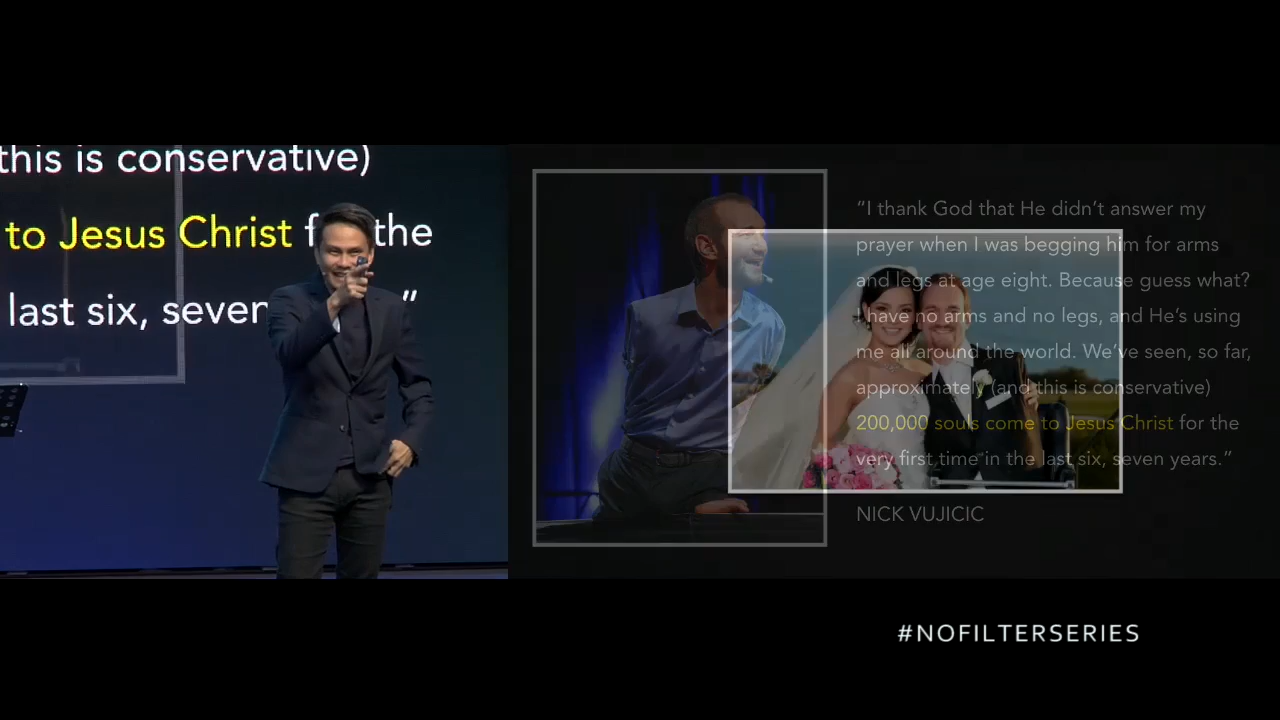 this is conservative)
to Jesus Christ f the
last six, seven ”
“I thank God that He didn’t answer my
prayer when I was begging him for arms
and legs at age eight. Because guess what?
I have no arms and no legs, and He’s using
me all around the world. We’ve seen, so far,
approximately (and this is conservative)
200,000 souls come to Jesus Christ for the
very first time in the last six, seven years.”
NICK VUJICIC
#NOFILTERSERIES